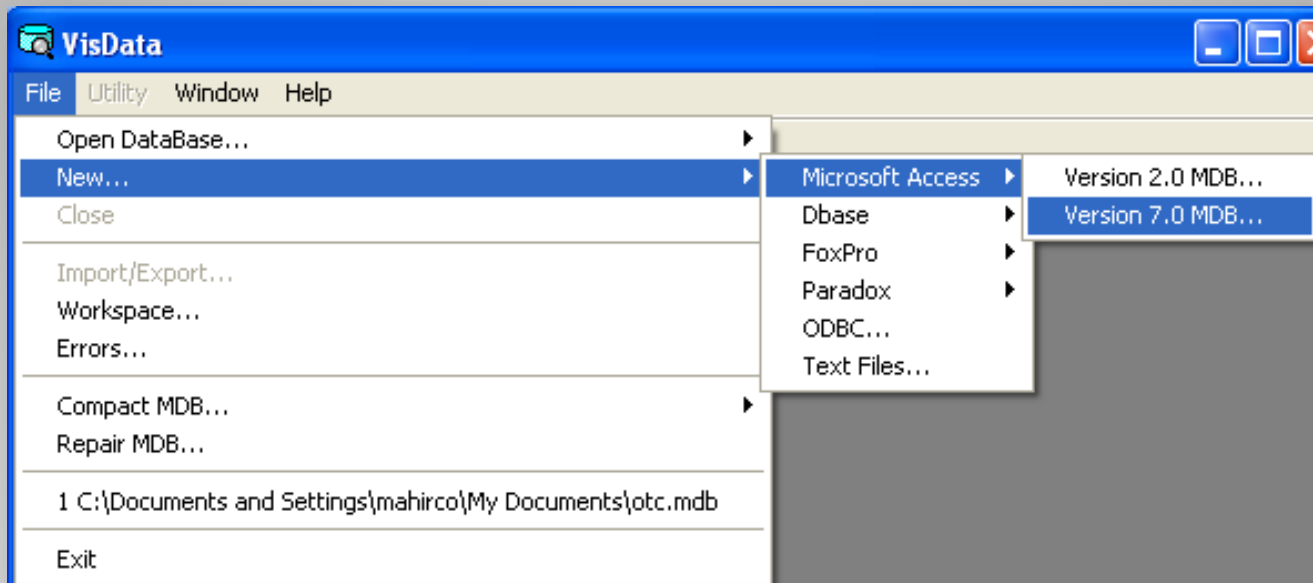 VisData
File Utility Window Help
Open DataBase...
New...
Close
Import/Export...
Workspace...
Errors...
Compact MDB...
Repair MDB...
1 C:\Documents and Settings\mahirco\My Documents\otc.mdb
Exit
Microsoft Access
Dbase
FoxPro
Paradox
ODBC...
Text Files...
Version 2.0 MDB...
Version 7.0 MDB...